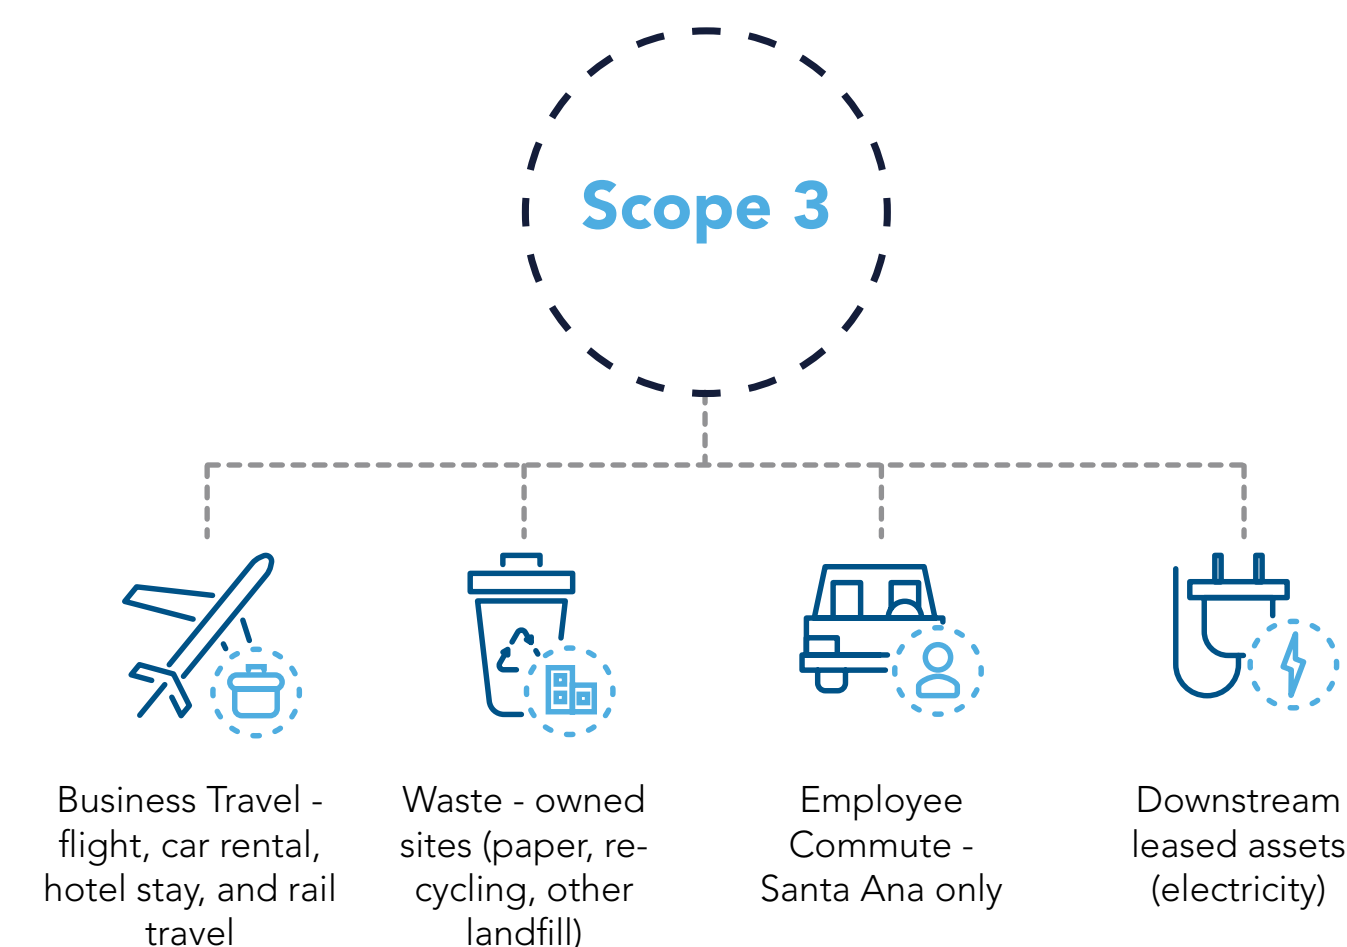 Scope 3
Business Travel -
flight, car rental,
hotel stay, and rail
travel
Waste - owned
sites (paper, re-
cycling, other
landfill)
Employee
Commute -
Santa Ana only
Downstream
leased assets
(electricity)